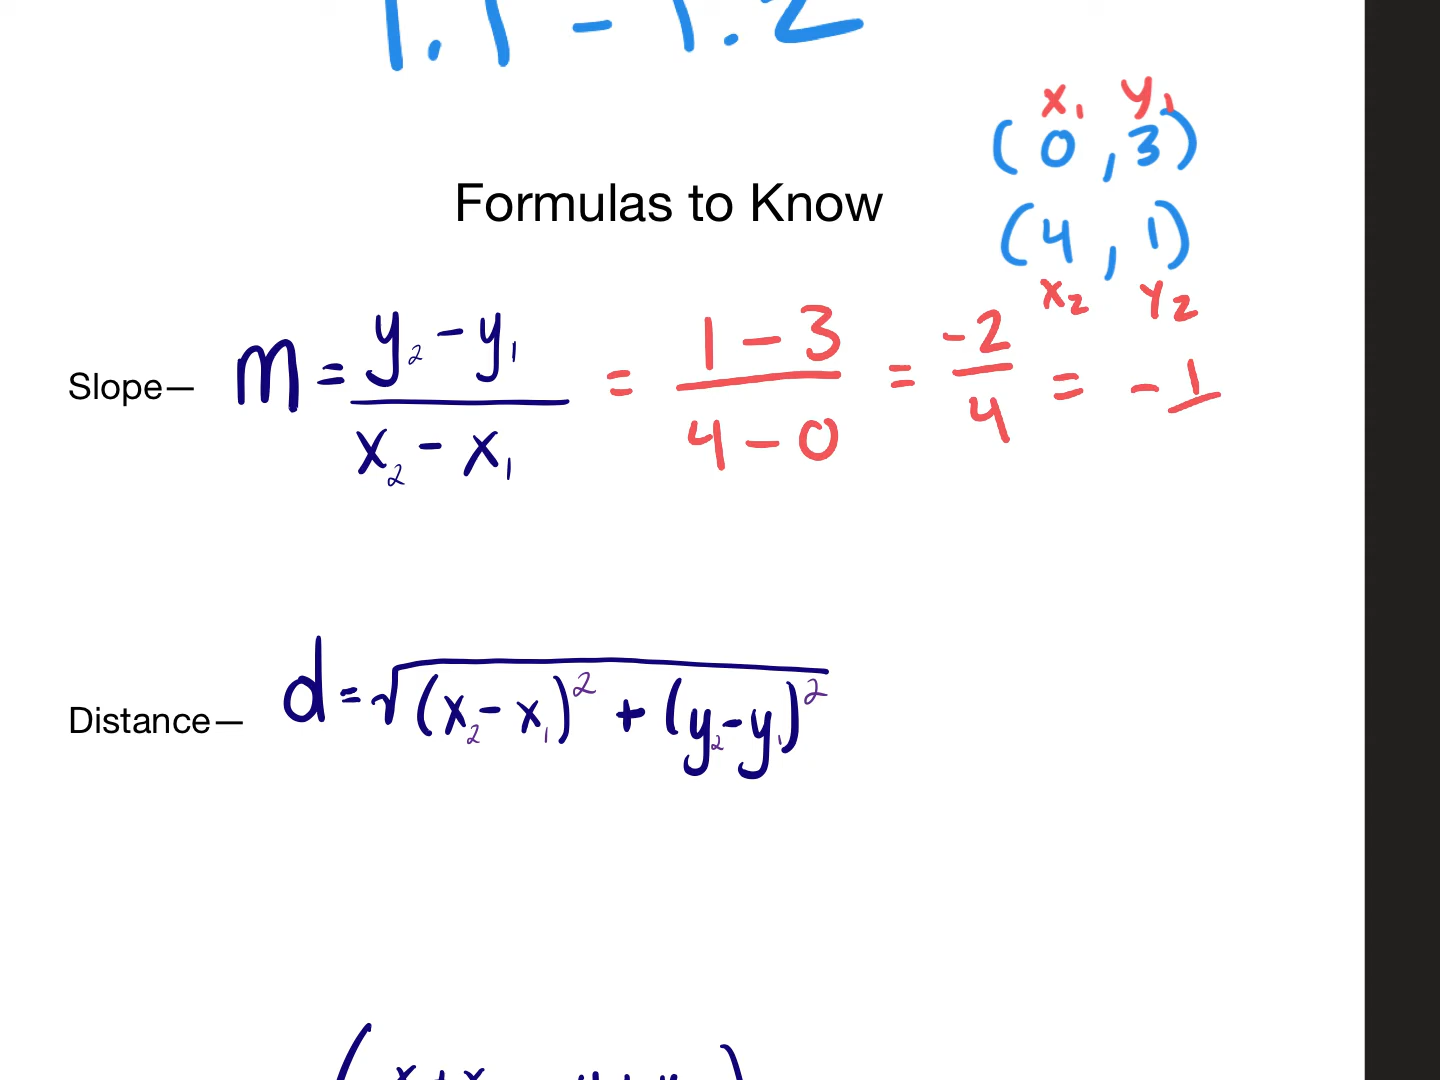 1.1 - 1.2
x₁ y₁
(0, 3)
Formulas to Know
(4, 1)
x₂ y₂
Slope— m = (y₂ - y₁)/(x₂ - x₁) = (1 - 3)/(4 - 0) = -2/4 = -1
Distance— d = √((x₂ - x₁)² + (y₂ - y₁)²)